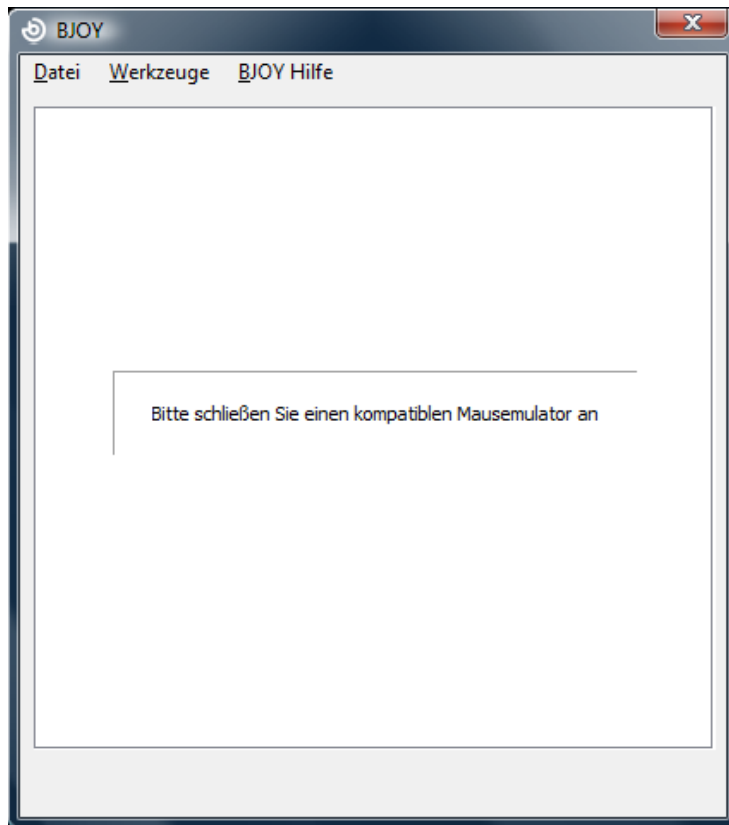 BJOY
Datei Werkzeuge BJOY Hilfe
Bitte schließen Sie einen kompatiblen Mausemulator an